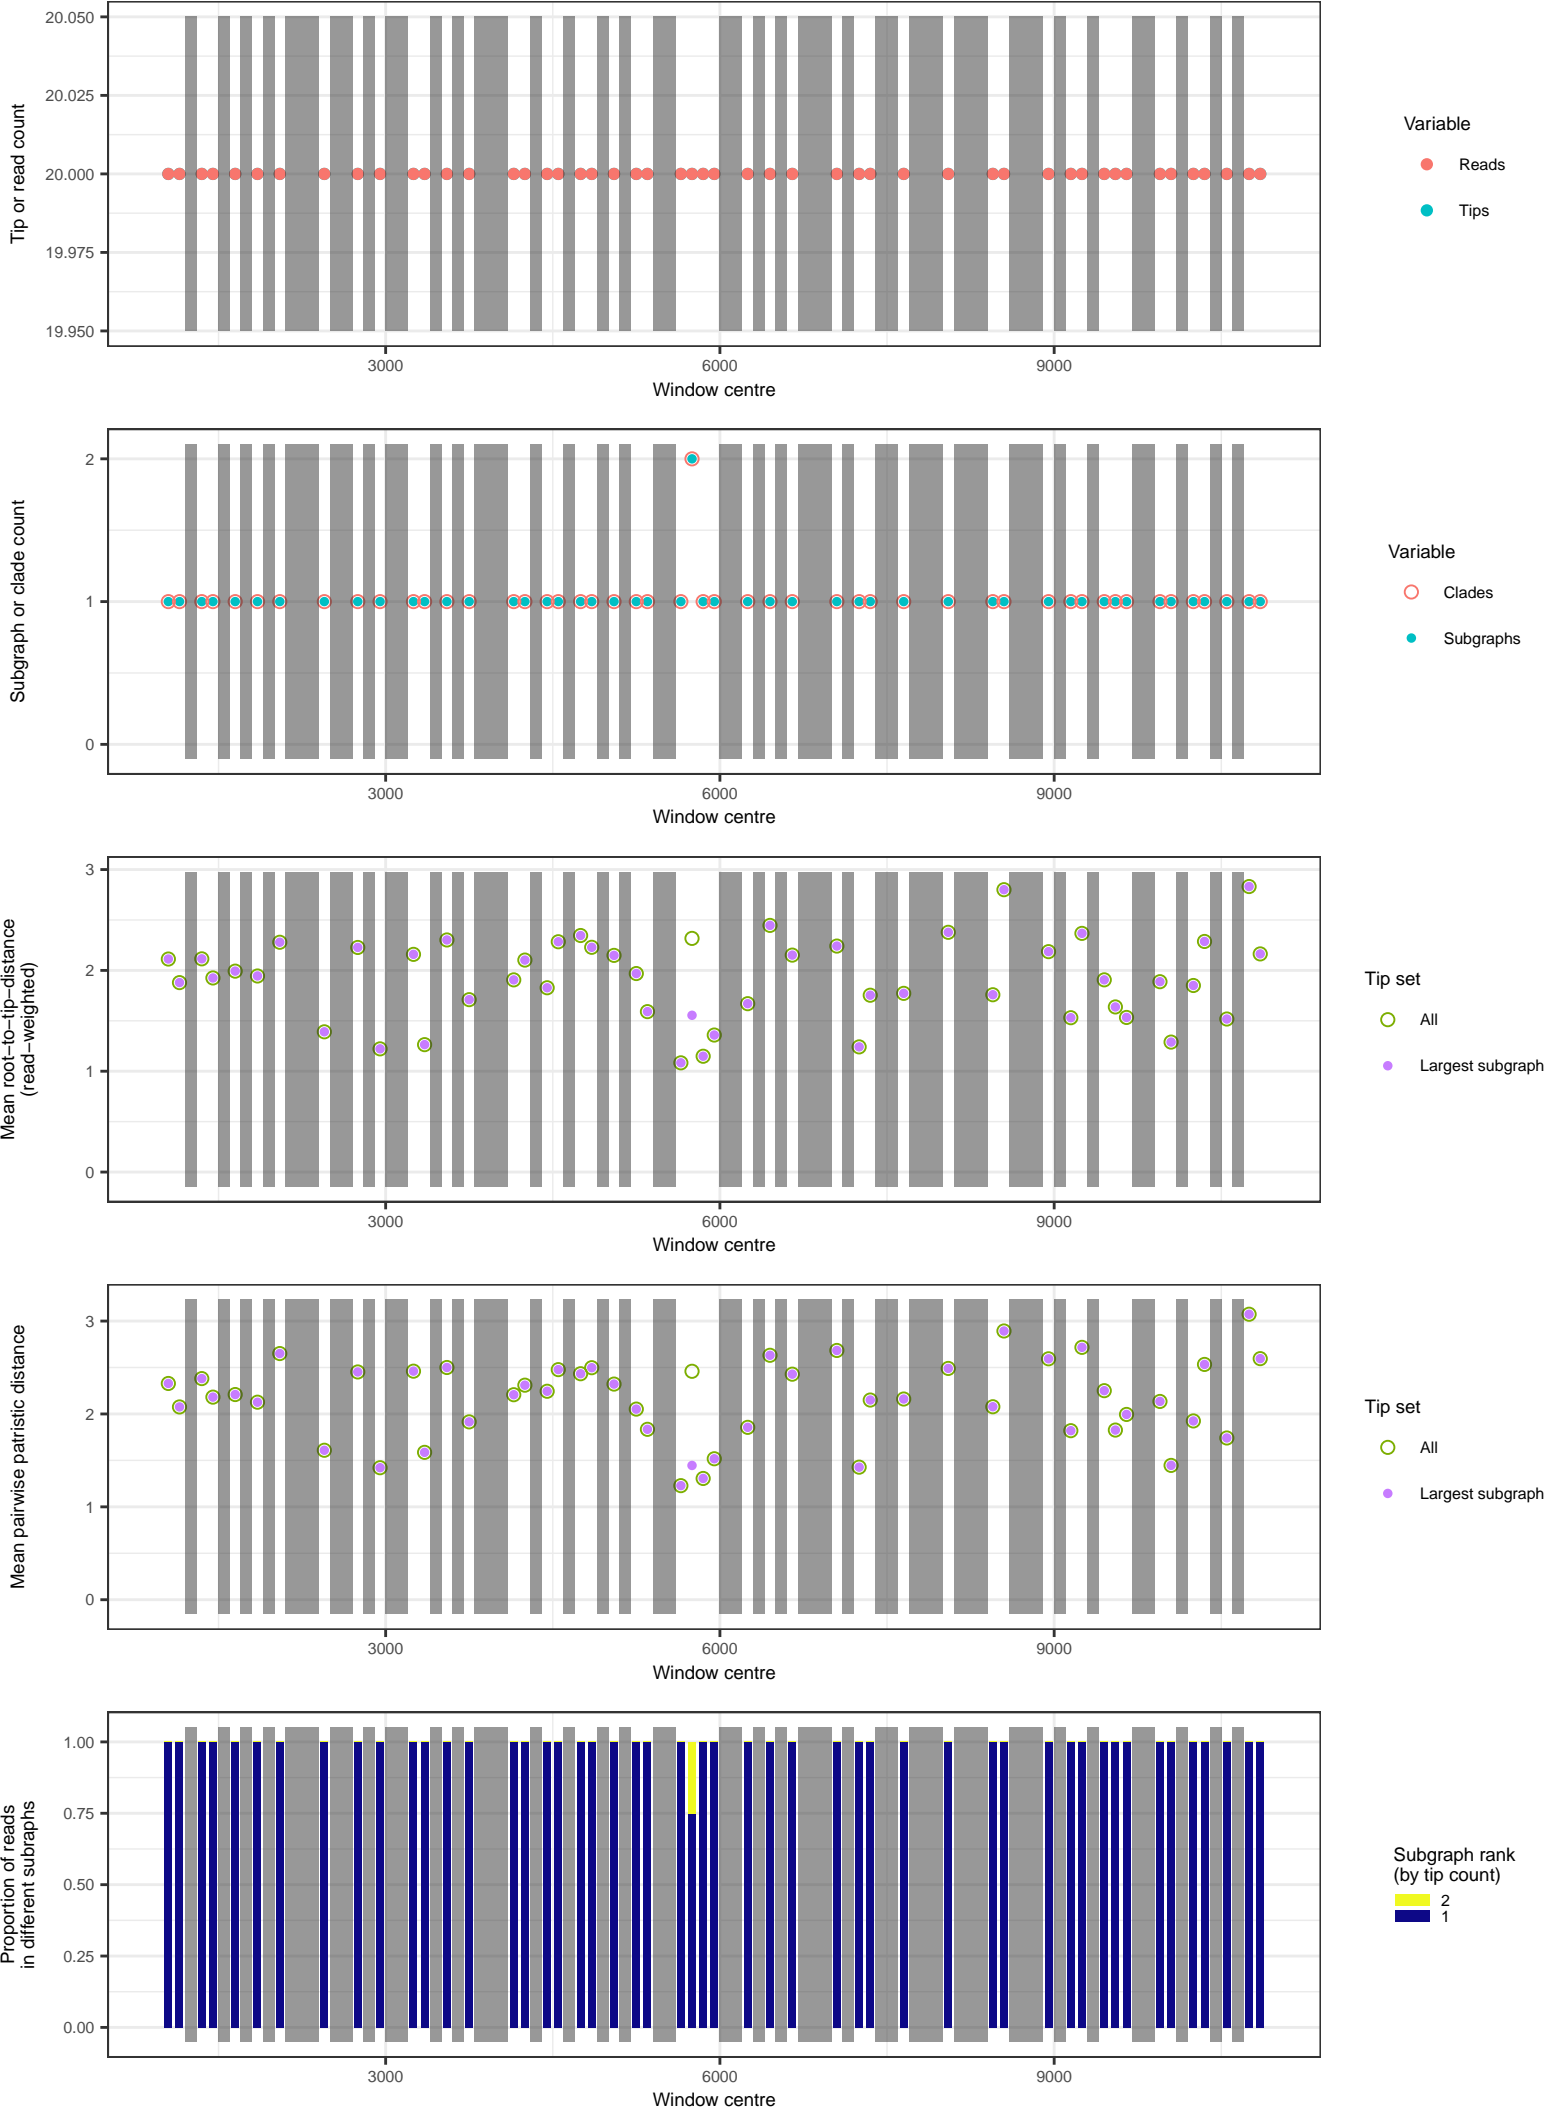 20.050
20.025
20.000
19.975
19.950
Tip or read count
3000
6000
9000
Window centre
Variable
Reads
Tips
2
1
0
Subgraph or clade count
3000
6000
9000
Window centre
Variable
Clades
Subgraphs
3
2
1
0
Mean root−to−tip−distance
(read−weighted)
3000
6000
9000
Window centre
Tip set
All
Largest subgraph
3
2
1
0
Mean pairwise patristic distance
3000
6000
9000
Window centre
Tip set
All
Largest subgraph
1.00
0.75
0.50
0.25
0.00
Proportion of reads
in different subraphs
3000
6000
9000
Window centre
Subgraph rank
(by tip count)
2
1